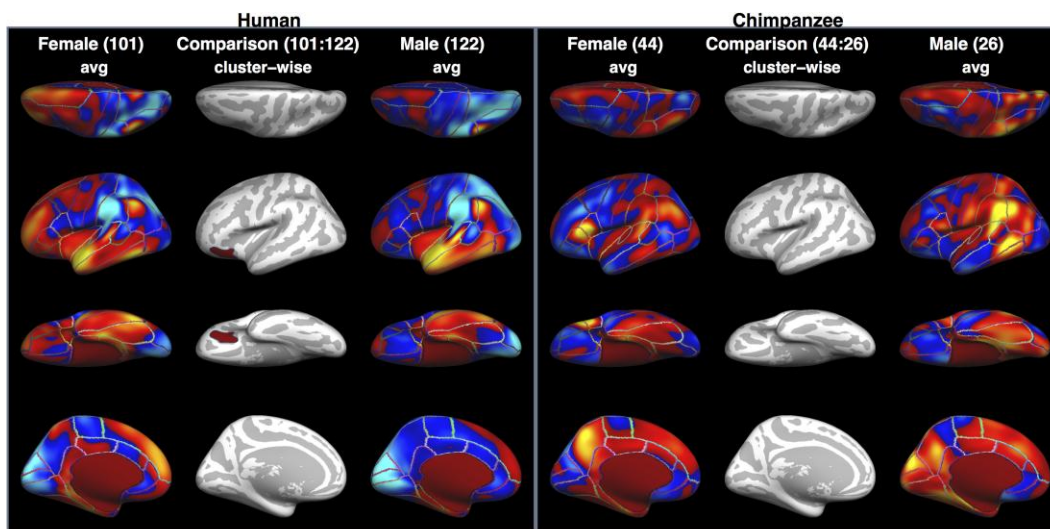 Human
Chimpanzee
Female (101)
avg
Comparison (101:122)
cluster–wise
Male (122)
avg
Female (44)
avg
Comparison (44:26)
cluster–wise
Male (26)
avg